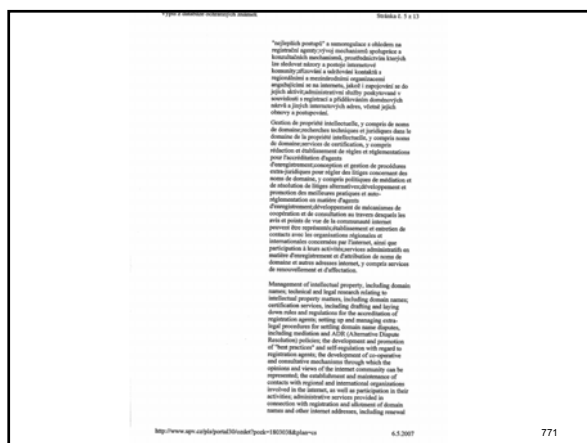 Výpis z databáze ochranných známek Stránka č. 5 z 13
"nejlepších postupů" a samoregulace s ohledem na
registrační agenty;vývoj mechanismů spolupráce a
konzultačních mechanismů, prostřednictvím kterých
lze sledovat názory a postoje internetové
komunity;zřizování a udržování kontaktů s
regionálními a mezinárodními organizacemi
angažujícími se na internetu, jakož i zapojování se do
jejich aktivit;administrativní služby poskytované v
souvislosti s registrací a přidělováním doménových
názvů a jiných internetových adres, včetně jejich
obnovy a postupování.
Gestion de propriété intellectuelle, y compris de noms
de domaine;recherches techniques et juridiques dans le
domaine de la propriété intellectuelle, y compris noms
de domaine;services de certification, y compris
rédaction et établissement de règles et réglementations
pour l'accréditation d'agents
d'enregistrement;conception et gestion de procédures
extra-juridiques pour régler des litiges concernant des
noms de domaine, y compris politiques de médiation et
de résolution de litiges alternatives;développement et
promotion des meilleures pratiques et auto-
réglementation en matière d'agents
d'enregistrement;développement de mécanismes de
coopération et de consultation au travers desquels les
avis et points de vue de la communauté internet
peuvent être représentés;établissement et entretien de
contacts avec les organisations régionales et
internationales concernées par l'internet, ainsi que
participation à leurs activités;services administratifs en
matière d'enregistrement et d'attribution de noms de
domaine et autres adresses internet, y compris services
de renouvellement et d'affectation.
Management of intellectual property, including domain
names; technical and legal research relating to
intellectual property matters, including domain names;
certification services, including drafting and laying
down rules and regulations for the accreditation of
registration agents; setting up and managing extra-
legal procedures for settling domain name disputes,
including mediation and ADR (Alternative Dispute
Resolution) policies; the development and promotion
of "best practices" and self-regulation with regard to
registration agents; the development of co-operative
and consultative mechanisms through which the
opinions and views of the internet community can be
represented; the establishment and maintenance of
contacts with regional and international organizations
involved in the internet, as well as participation in their
activities; administrative services provided in
connection with registration and allotment of domain
names and other internet addresses, including renewal
6.5.2007
771